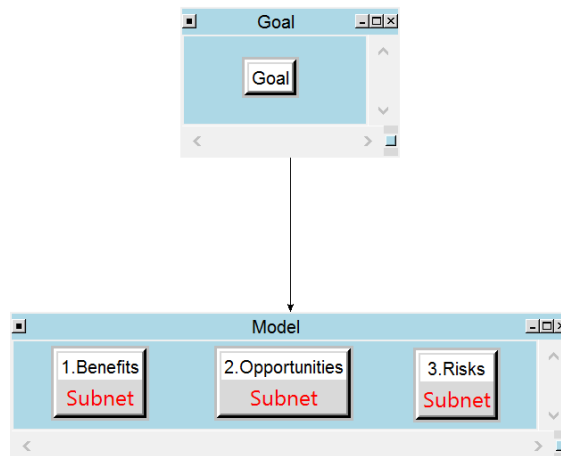 Goal
Goal
Model
1.Benefits
Subnet
2.Opportunities
Subnet
3.Risks
Subnet